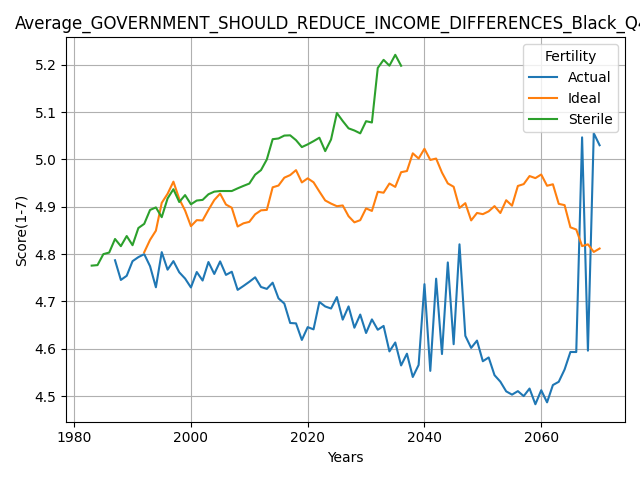 Average_GOVERNMENT_SHOULD_REDUCE_INCOME_DIFFERENCES_Black_Q4
Fertility
Actual
Ideal
Sterile
Score(1-7)
5.2
5.1
5.0
4.9
4.8
4.7
4.6
4.5
1980
2000
2020
2040
2060
Years